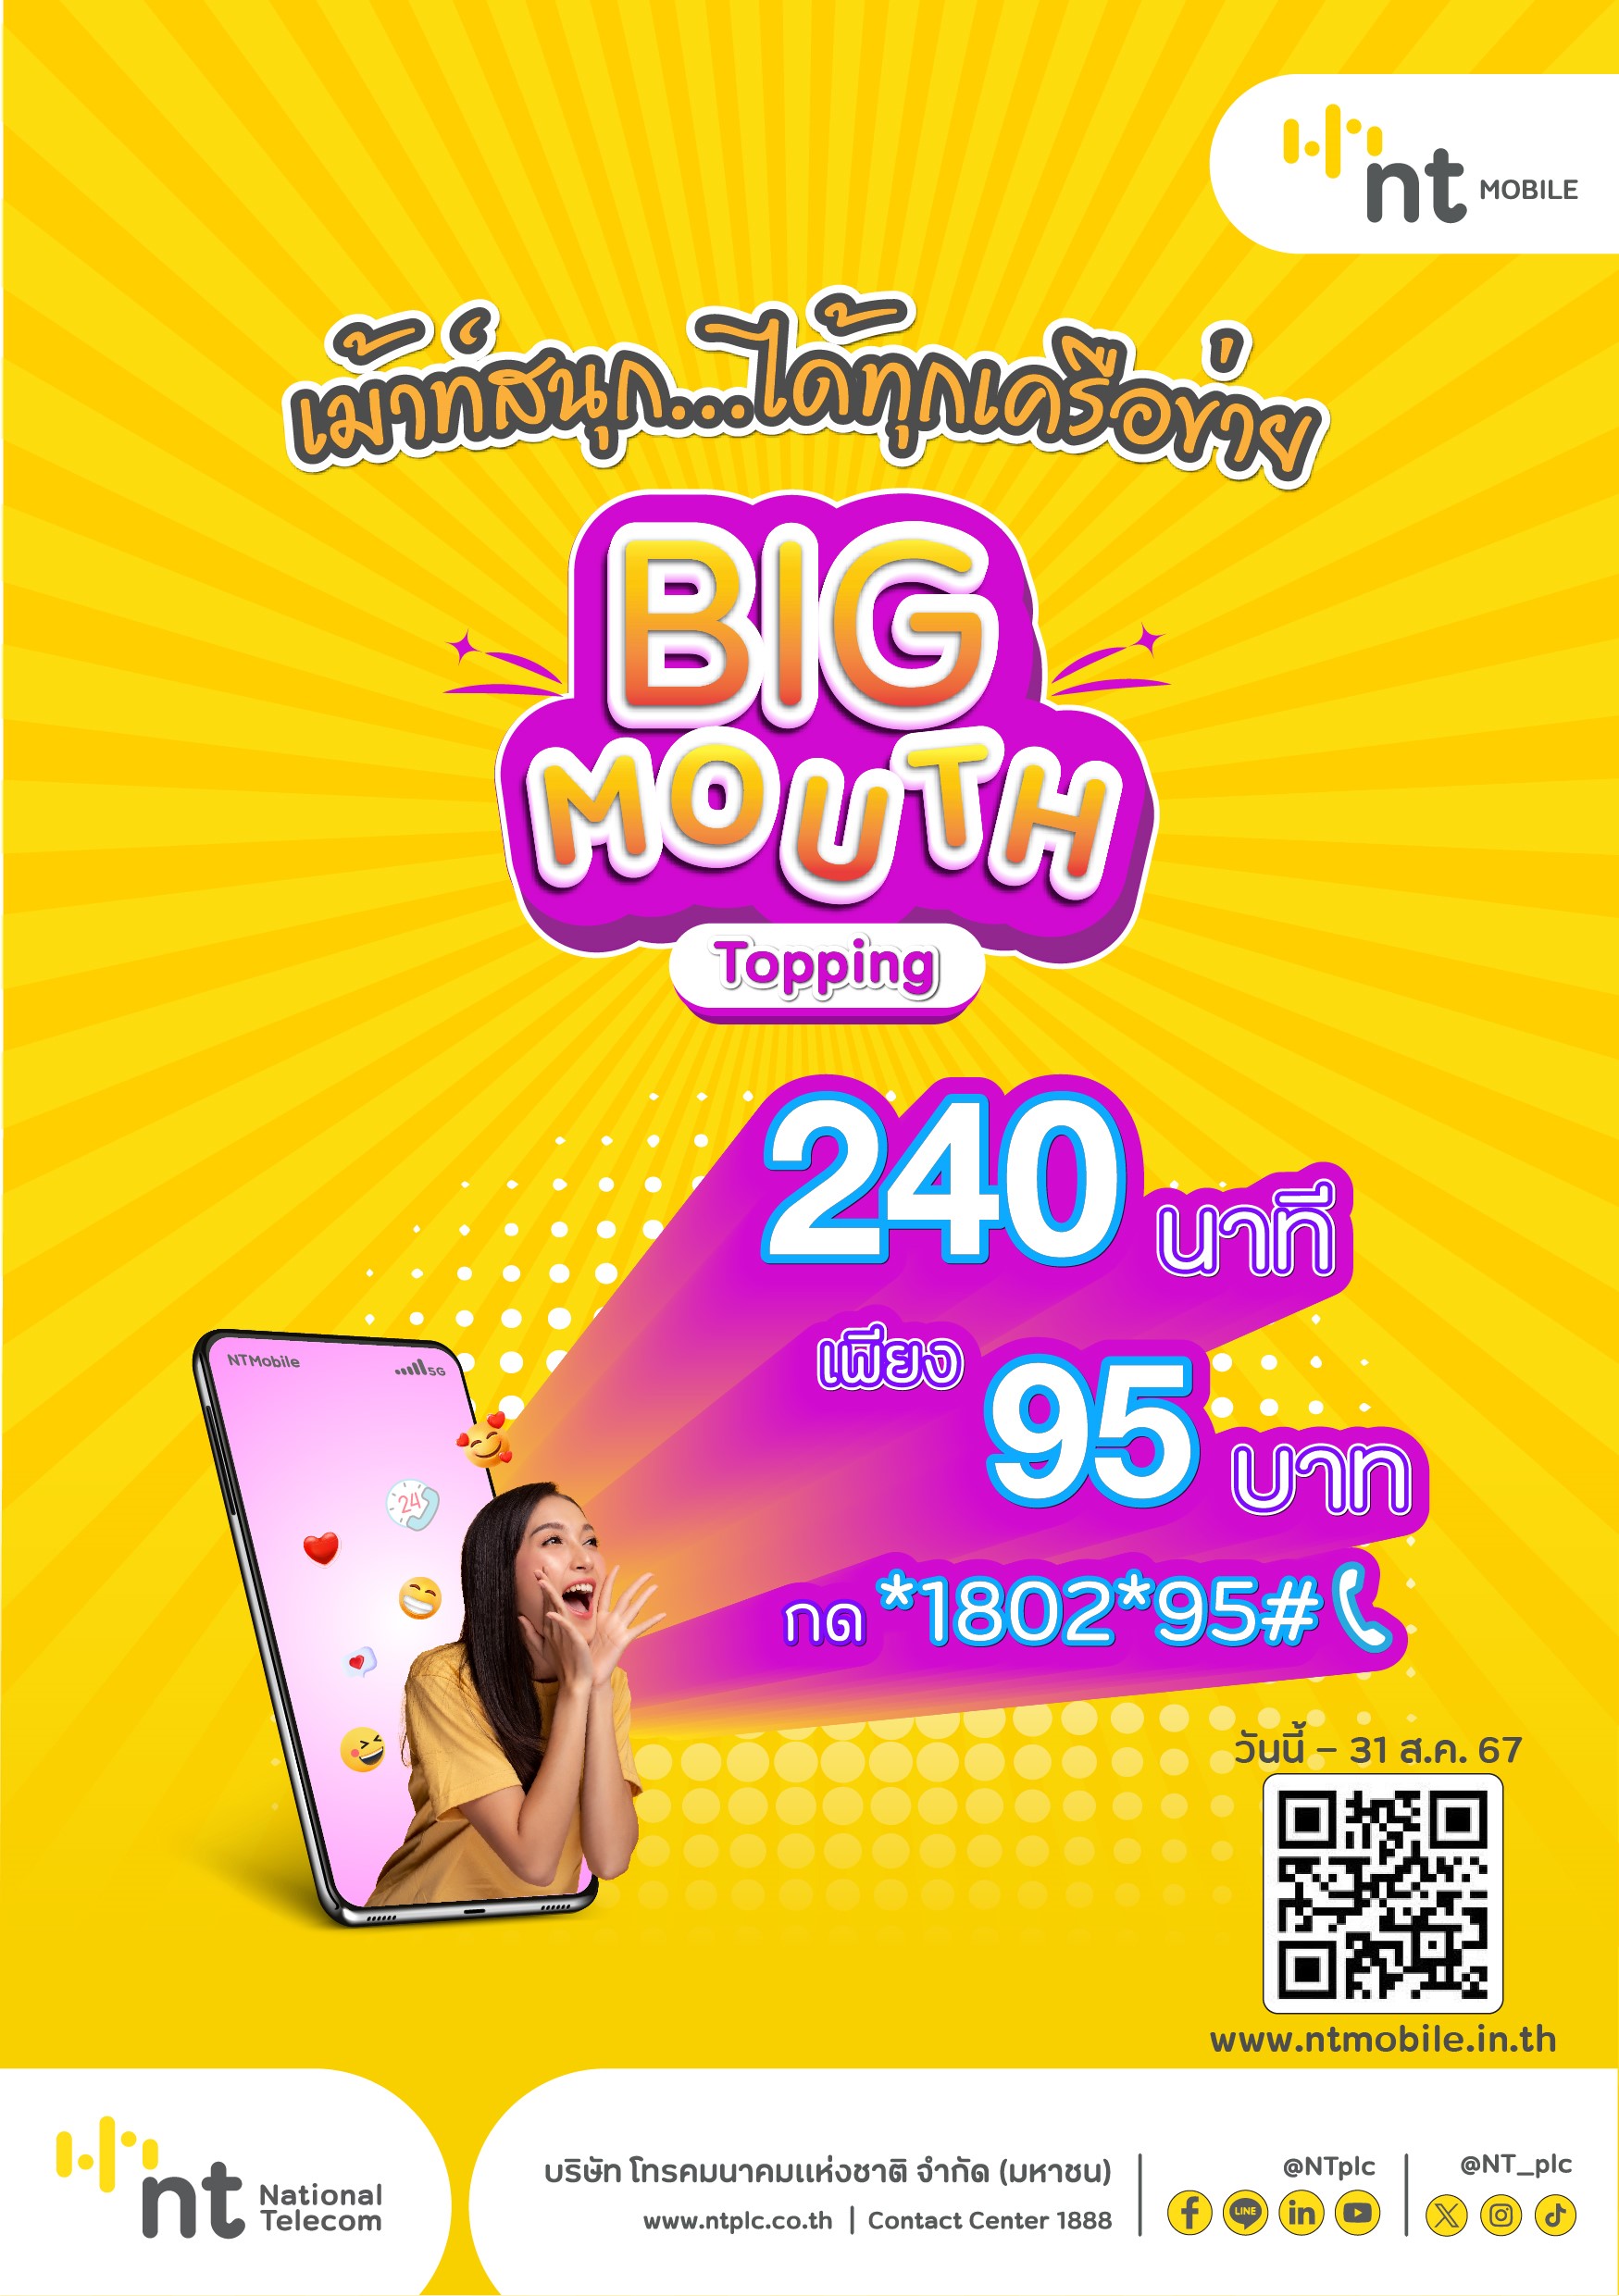 nt MOBILE
เม้าท์สนุก...ได้ทุกเครือข่าย
BIG
MOUTH
Topping
240 นาที
เพียง 95 บาท
กด *1802*95#
NTMobile 5G
24
วันนี้ – 31 ส.ค. 67
www.ntmobile.in.th
nt National
Telecom
บริษัท โทรคมนาคมแห่งชาติ จำกัด (มหาชน)
www.ntplc.co.th | Contact Center 1888
@NTplc
LINE
@NT_plc